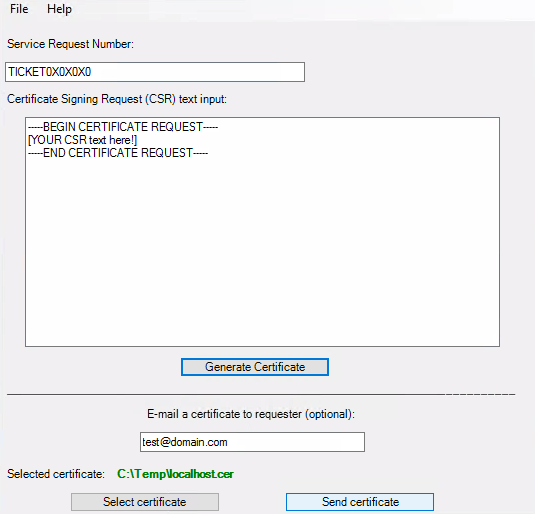 File Help
Service Request Number:
TICKET0X0X0X0
Certificate Signing Request (CSR) text input:
-----BEGIN CERTIFICATE REQUEST-----
[YOUR CSR text here!]
-----END CERTIFICATE REQUEST-----
Generate Certificate
E-mail a certificate to requester (optional):
test@domain.com
Selected certificate: C:\Temp\localhost.cer
Select certificate Send certificate